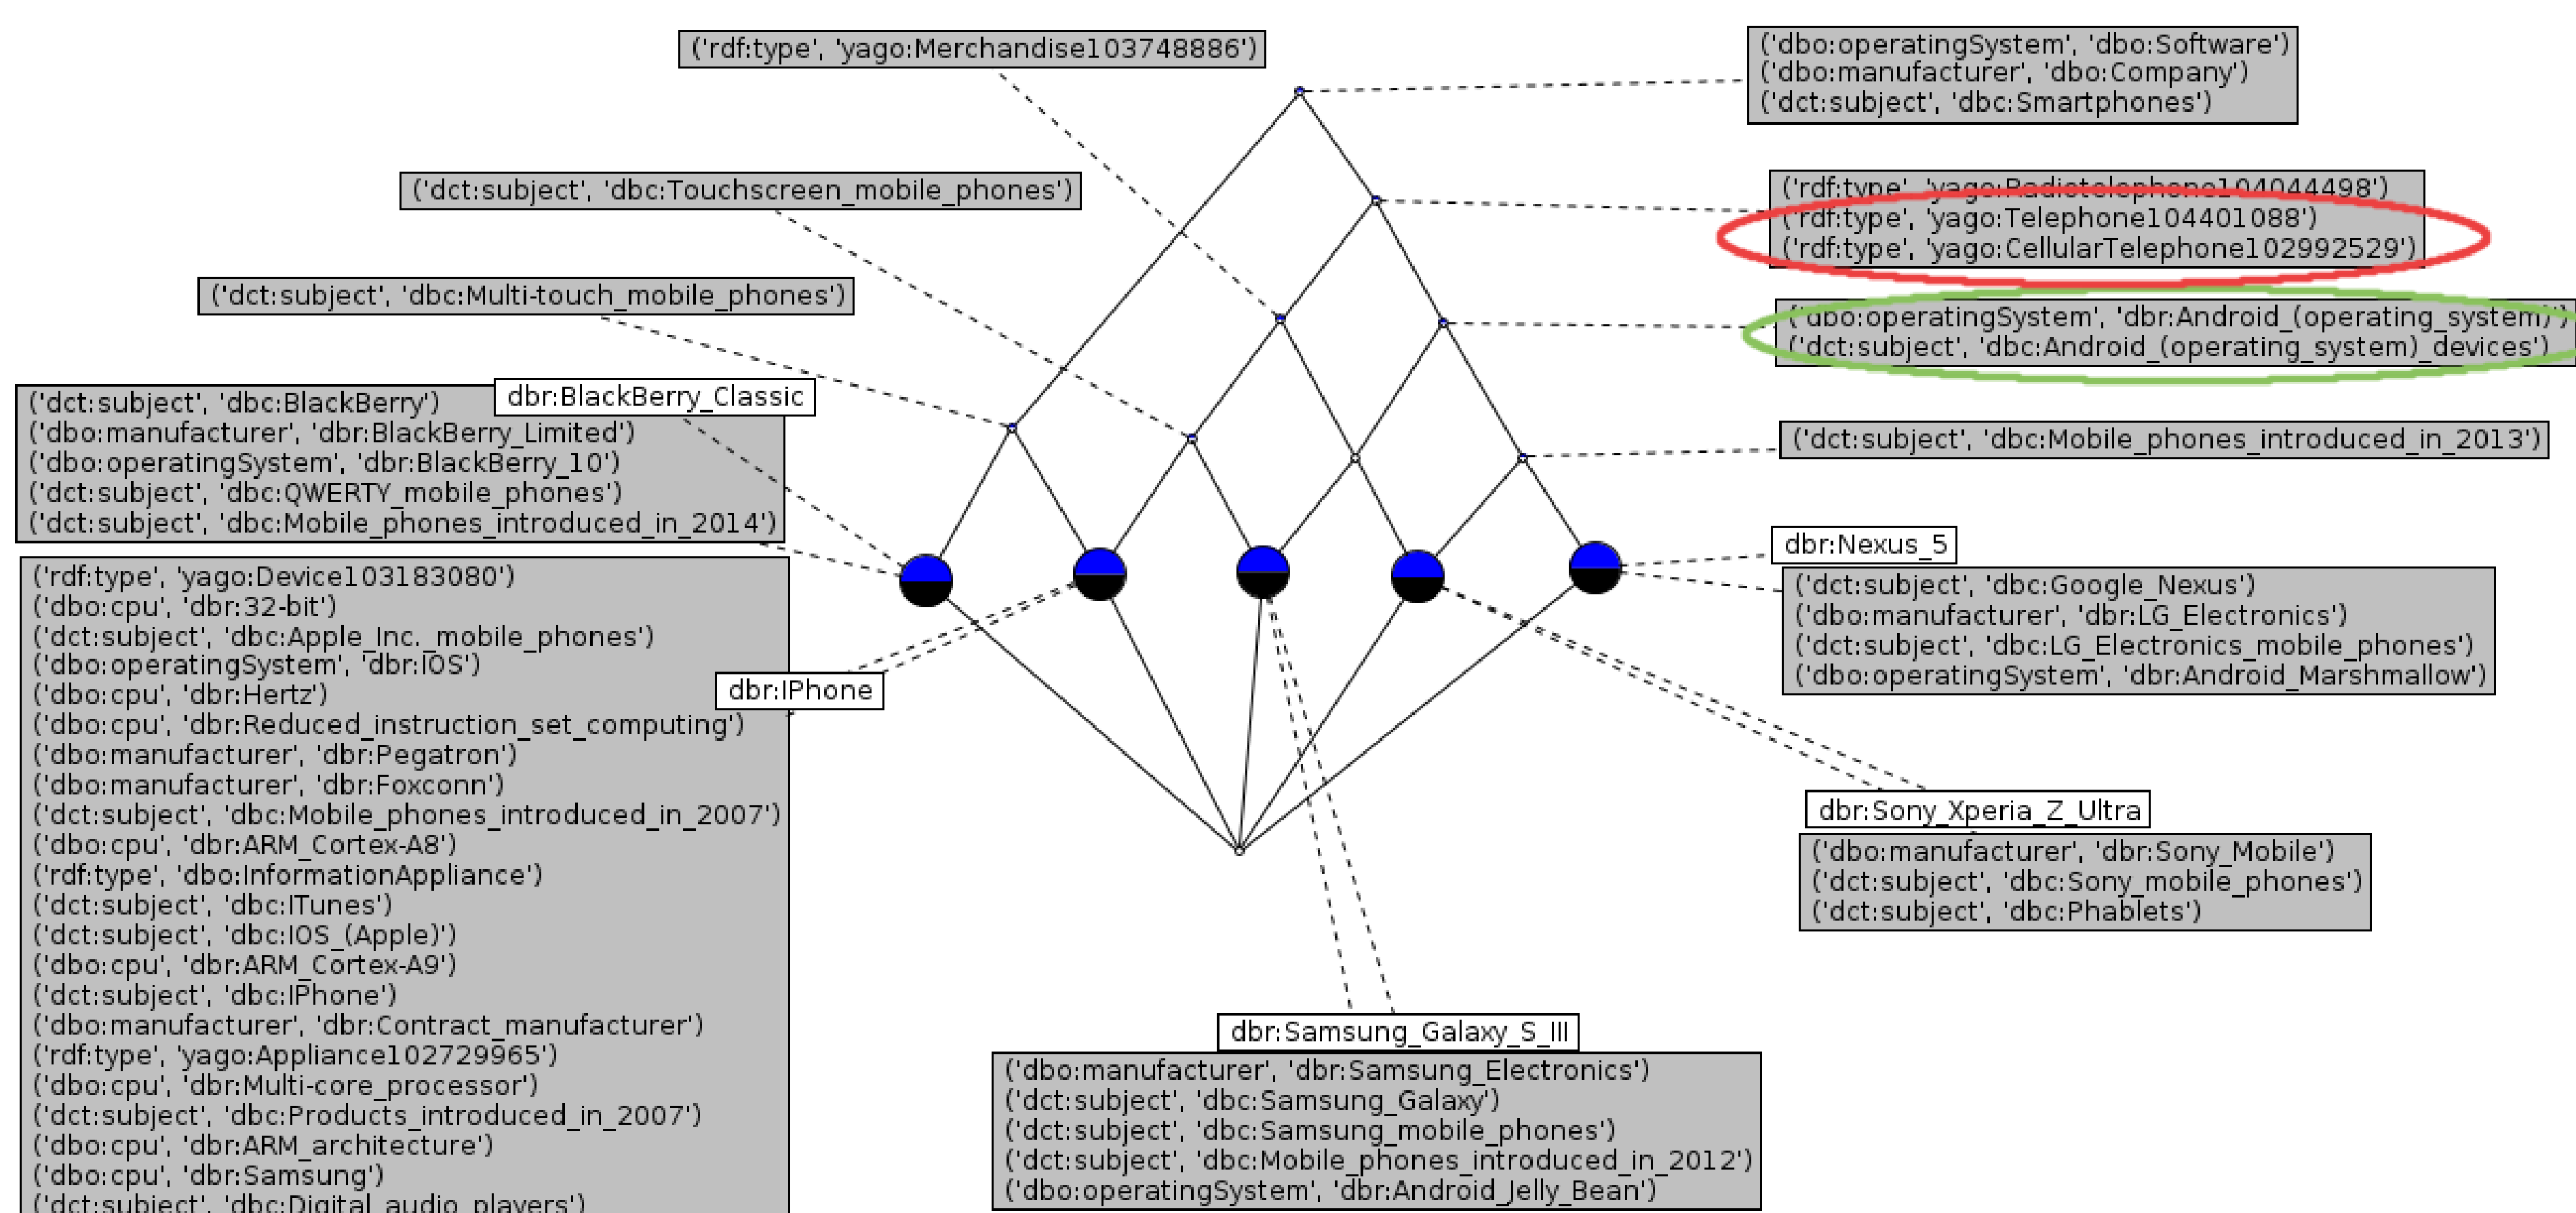 ('rdf:type', 'yago:Merchandise103748886')
('dbo:operatingSystem', 'dbo:Software')
('dbo:manufacturer', 'dbo:Company')
('dct:subject', 'dbc:Smartphones')
('dct:subject', 'dbc:Touchscreen_mobile_phones')
('rdf:type', 'yago:Radiotelephone104044498')
('rdf:type', 'yago:Telephone104401088')
('rdf:type', 'yago:CellularTelephone102992529')
('dct:subject', 'dbc:Multi-touch_mobile_phones')
('dbo:operatingSystem', 'dbr:Android_(operating_system)')
('dct:subject', 'dbc:Android_(operating_system)_devices')
dbr:BlackBerry_Classic
('dct:subject', 'dbc:BlackBerry')
('dbo:manufacturer', 'dbr:BlackBerry_Limited')
('dbo:operatingSystem', 'dbr:BlackBerry_10')
('dct:subject', 'dbc:QWERTY_mobile_phones')
('dct:subject', 'dbc:Mobile_phones_introduced_in_2014')
('dct:subject', 'dbc:Mobile_phones_introduced_in_2013')
dbr:Nexus_5
('dct:subject', 'dbc:Google_Nexus')
('dbo:manufacturer', 'dbr:LG_Electronics')
('dct:subject', 'dbc:LG_Electronics_mobile_phones')
('dbo:operatingSystem', 'dbr:Android_Marshmallow')
('rdf:type', 'yago:Device103183080')
('dbo:cpu', 'dbr:32-bit')
('dct:subject', 'dbc:Apple_Inc._mobile_phones')
('dbo:operatingSystem', 'dbr:IOS')
('dbo:cpu', 'dbr:Hertz')
('dbo:cpu', 'dbr:Reduced_instruction_set_computing')
('dbo:manufacturer', 'dbr:Pegatron')
('dbo:manufacturer', 'dbr:Foxconn')
('dct:subject', 'dbc:Mobile_phones_introduced_in_2007')
('dbo:cpu', 'dbr:ARM_Cortex-A8')
('rdf:type', 'dbo:InformationAppliance')
('dct:subject', 'dbc:ITunes')
('dct:subject', 'dbc:IOS_(Apple)')
('dbo:cpu', 'dbr:ARM_Cortex-A9')
('dct:subject', 'dbc:IPhone')
('dbo:manufacturer', 'dbr:Contract_manufacturer')
('rdf:type', 'yago:Appliance102729965')
('dbo:cpu', 'dbr:Multi-core_processor')
('dct:subject', 'dbc:Products_introduced_in_2007')
('dbo:cpu', 'dbr:ARM_architecture')
('dbo:cpu', 'dbr:Samsung')
('dct:subject', 'dbc:Digital_audio_players')
dbr:IPhone
dbr:Sony_Xperia_Z_Ultra
('dbo:manufacturer', 'dbr:Sony_Mobile')
('dct:subject', 'dbc:Sony_mobile_phones')
('dct:subject', 'dbc:Phablets')
dbr:Samsung_Galaxy_S_III
('dbo:manufacturer', 'dbr:Samsung_Electronics')
('dct:subject', 'dbc:Samsung_Galaxy')
('dct:subject', 'dbc:Samsung_mobile_phones')
('dct:subject', 'dbc:Mobile_phones_introduced_in_2012')
('dbo:operatingSystem', 'dbr:Android_Jelly_Bean')